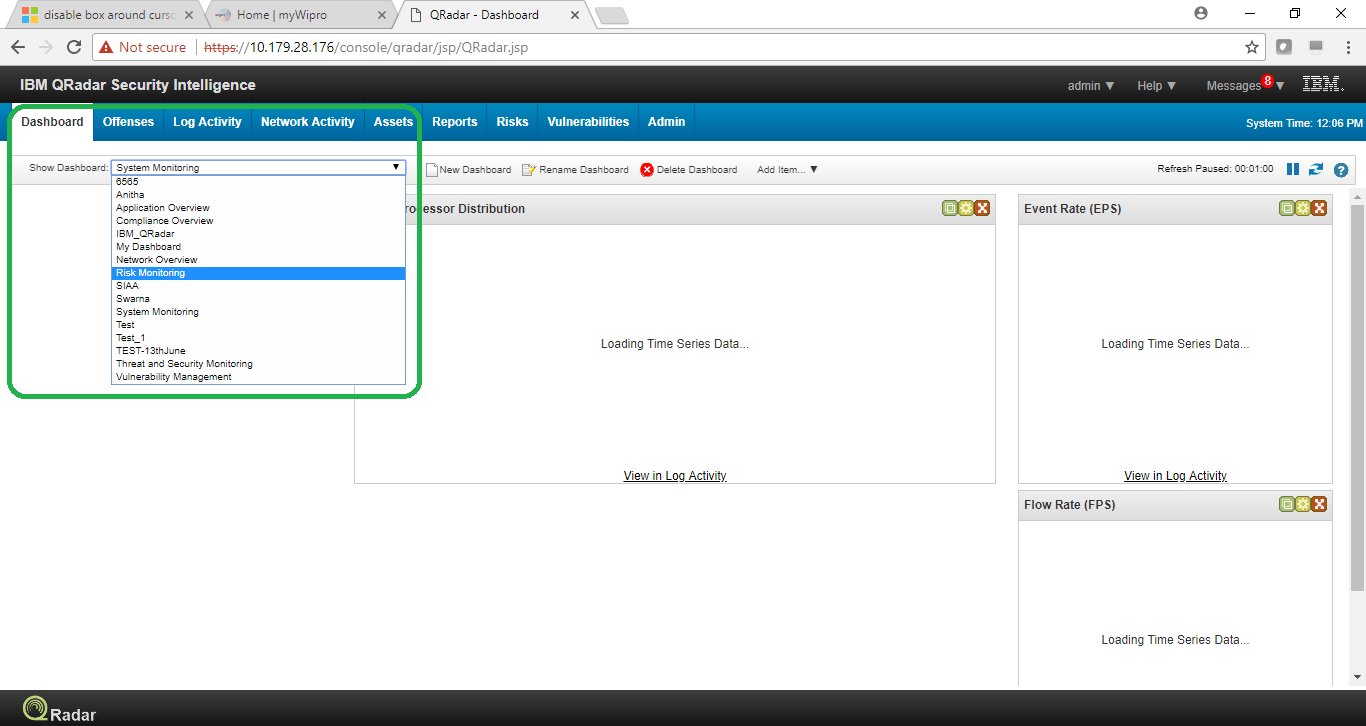 disable box around curso
Home | myWipro
QRadar - Dashboard
Not secure https://10.179.28.176/console/qradar/jsp/QRadar.jsp
IBM QRadar Security Intelligence
admin ▼ Help ▼ Messages 8 ▼ IBM.
Dashboard Offenses Log Activity Network Activity Assets Reports Risks Vulnerabilities Admin System Time: 12:06 PM
Show Dashboard: System Monitoring ▼ New Dashboard Rename Dashboard Delete Dashboard Add Item... ▼ Refresh Paused: 00:01:00
6565
Anitha
Application Overview
Compliance Overview
IBM_QRadar
My Dashboard
Network Overview
Risk Monitoring
SIAA
Swarna
System Monitoring
Test
Test_1
TEST-13thJune
Threat and Security Monitoring
Vulnerability Management
ocessor Distribution
Loading Time Series Data...
View in Log Activity
Event Rate (EPS)
Loading Time Series Data...
View in Log Activity
Flow Rate (FPS)
Loading Time Series Data...
QRadar